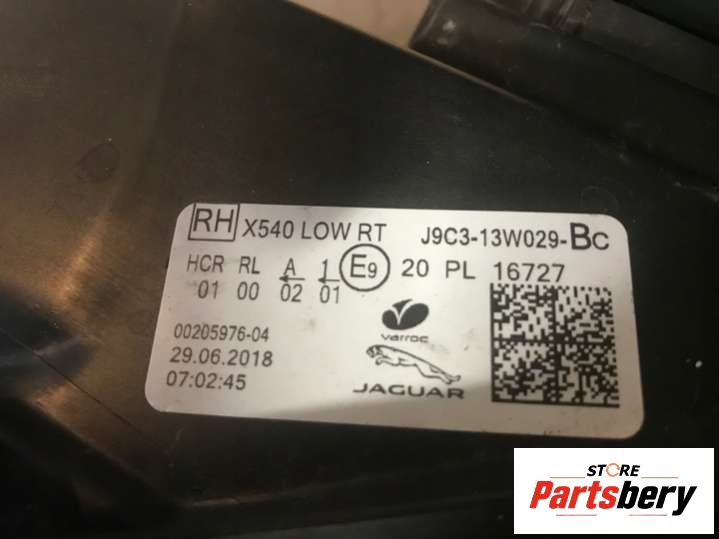 RH X540 LOW RT J9C3-13W029-BC
HCR RL A 1 E9 20 PL 16727
01 00 02 01
00205976-04
29.06.2018
07:02:45
varroc
JAGUAR
STORE
Partsbery